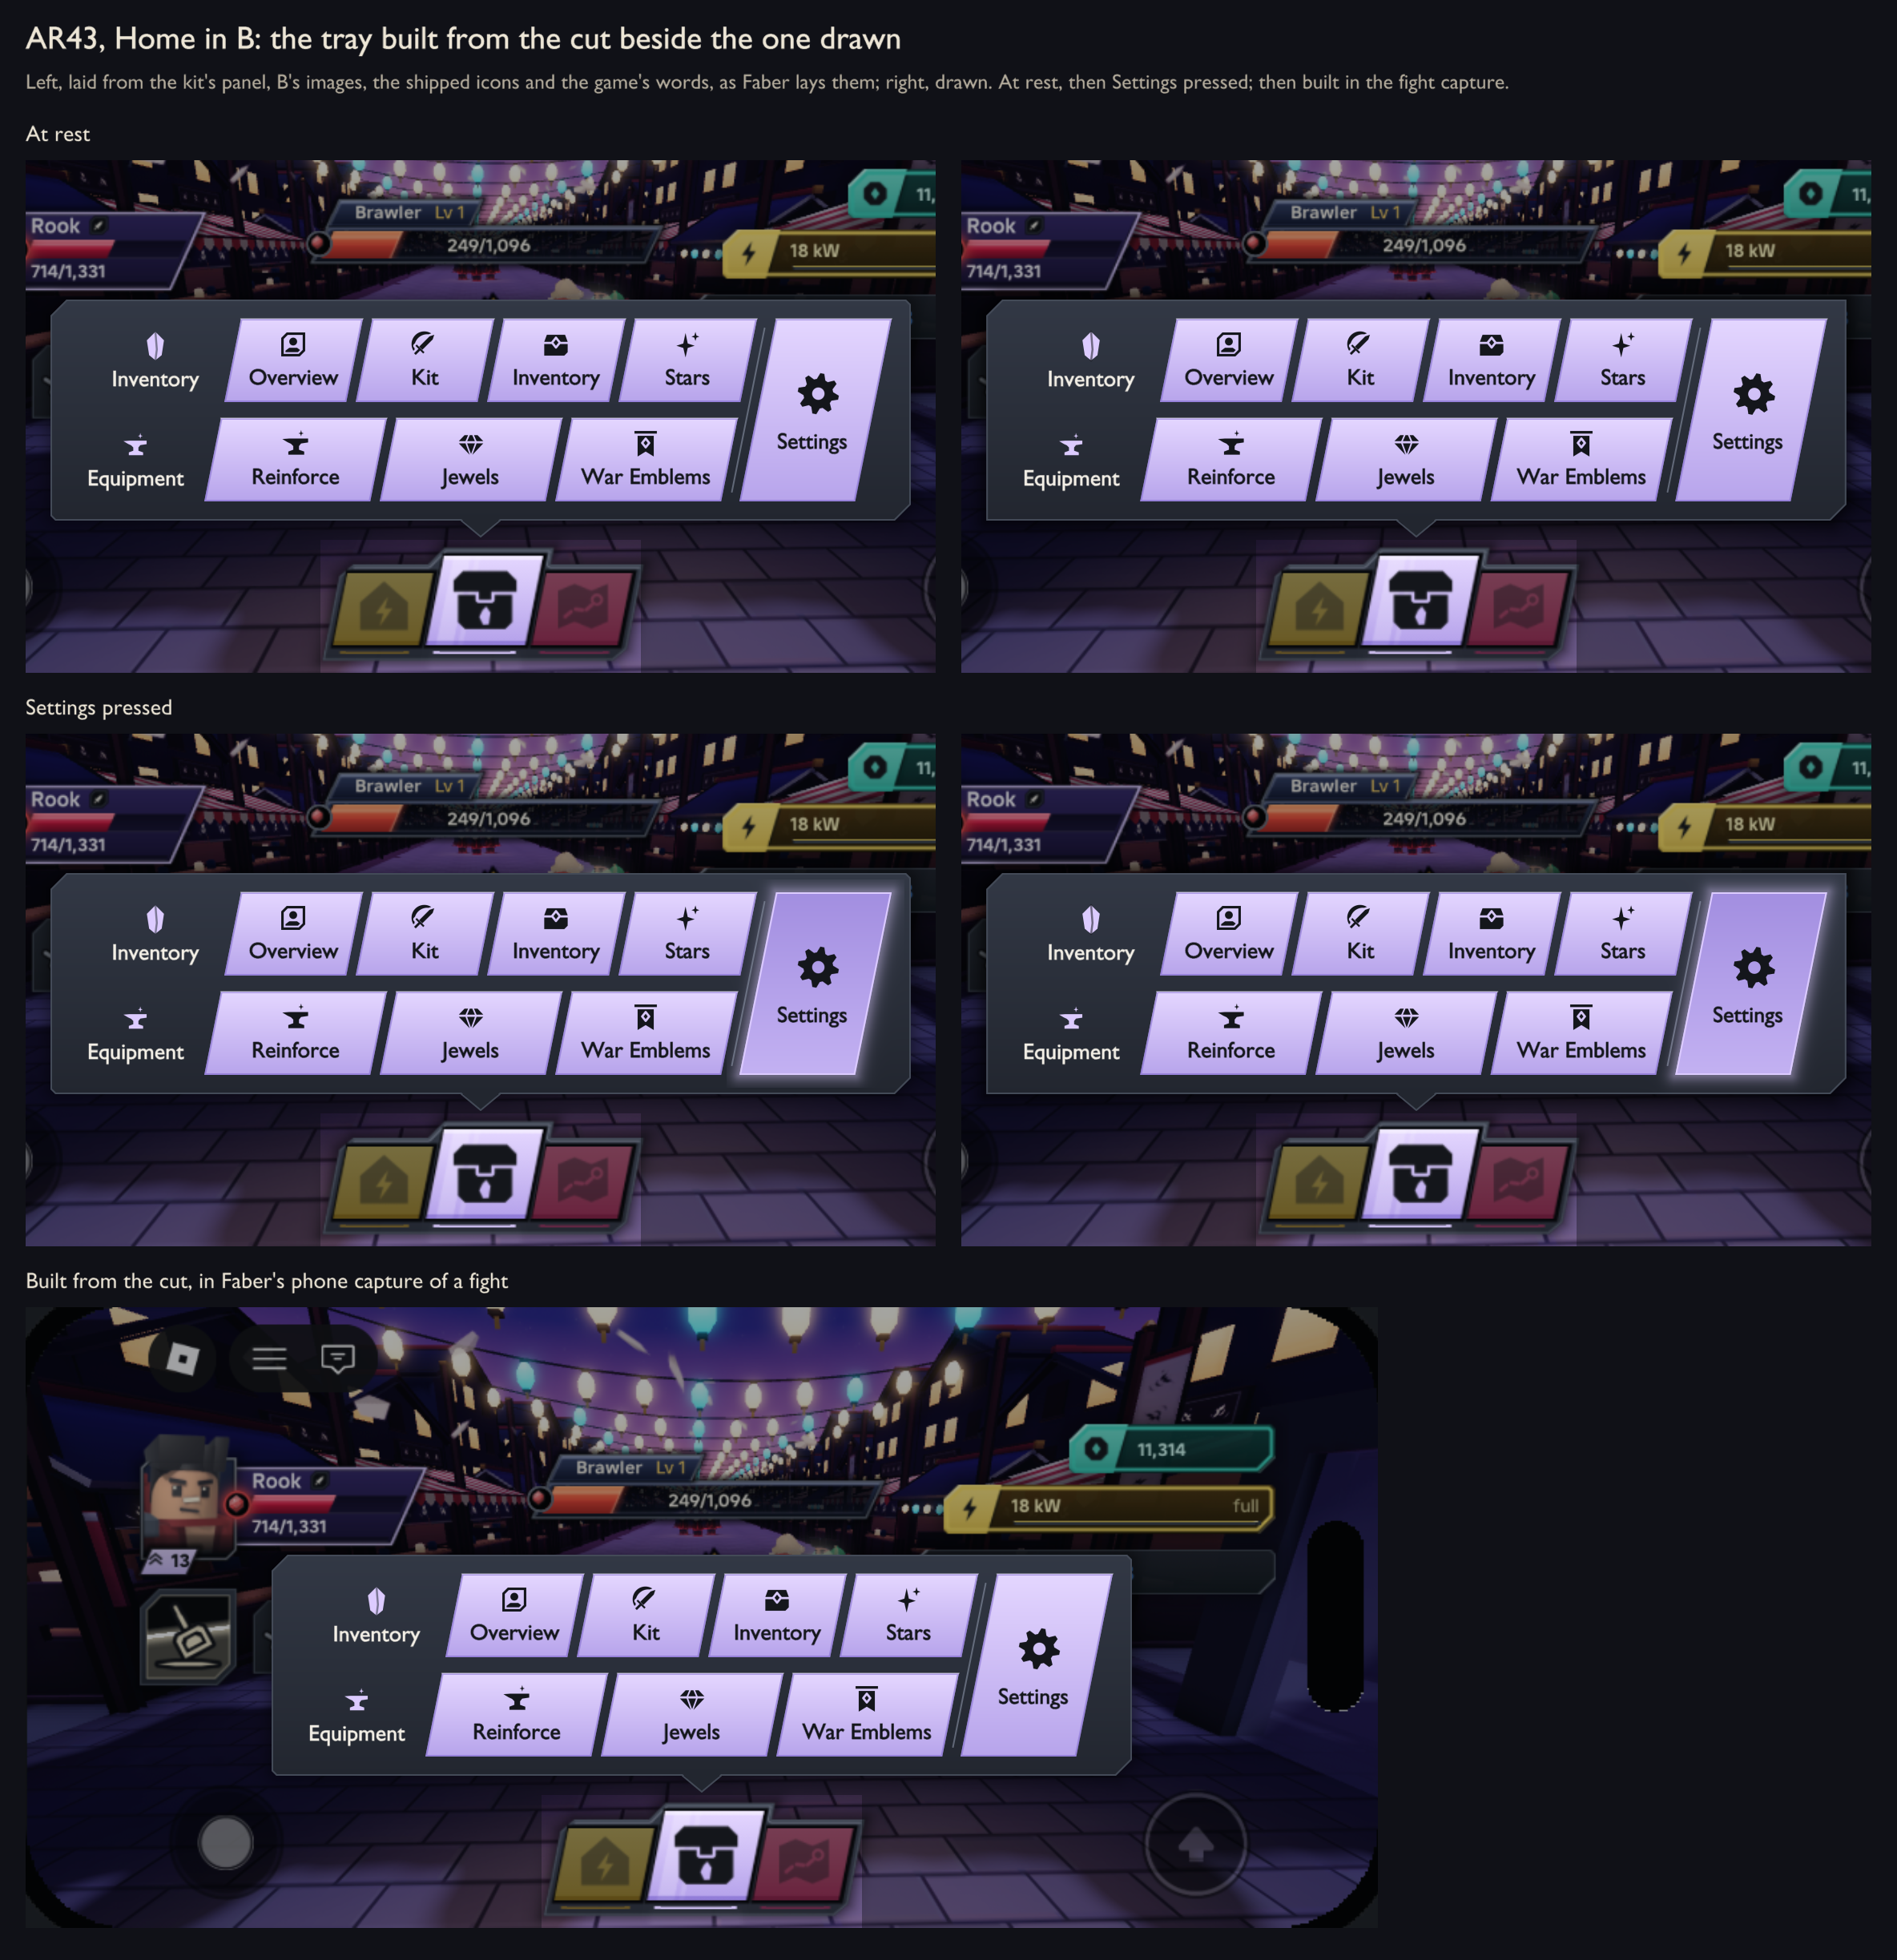 AR43, Home in B: the tray built from the cut beside the one drawn
Left, laid from the kit's panel, B's images, the shipped icons and the game's words, as Faber lays them; right, drawn. At rest, then Settings pressed; then built in the fight capture.
At rest
Rook
714/1,331
Brawler Lv 1
249/1,096
11,
18 kW
Inventory
Overview
Kit
Inventory
Stars
Settings
Equipment
Reinforce
Jewels
War Emblems
Rook
714/1,331
Brawler Lv 1
249/1,096
11,
18 kW
Inventory
Overview
Kit
Inventory
Stars
Settings
Equipment
Reinforce
Jewels
War Emblems
Settings pressed
Rook
714/1,331
Brawler Lv 1
249/1,096
11,
18 kW
Inventory
Overview
Kit
Inventory
Stars
Settings
Equipment
Reinforce
Jewels
War Emblems
Rook
714/1,331
Brawler Lv 1
249/1,096
11,
18 kW
Inventory
Overview
Kit
Inventory
Stars
Settings
Equipment
Reinforce
Jewels
War Emblems
Built from the cut, in Faber's phone capture of a fight
Rook
714/1,331
13
Brawler Lv 1
249/1,096
11,314
18 kW full
Inventory
Overview
Kit
Inventory
Stars
Settings
Equipment
Reinforce
Jewels
War Emblems